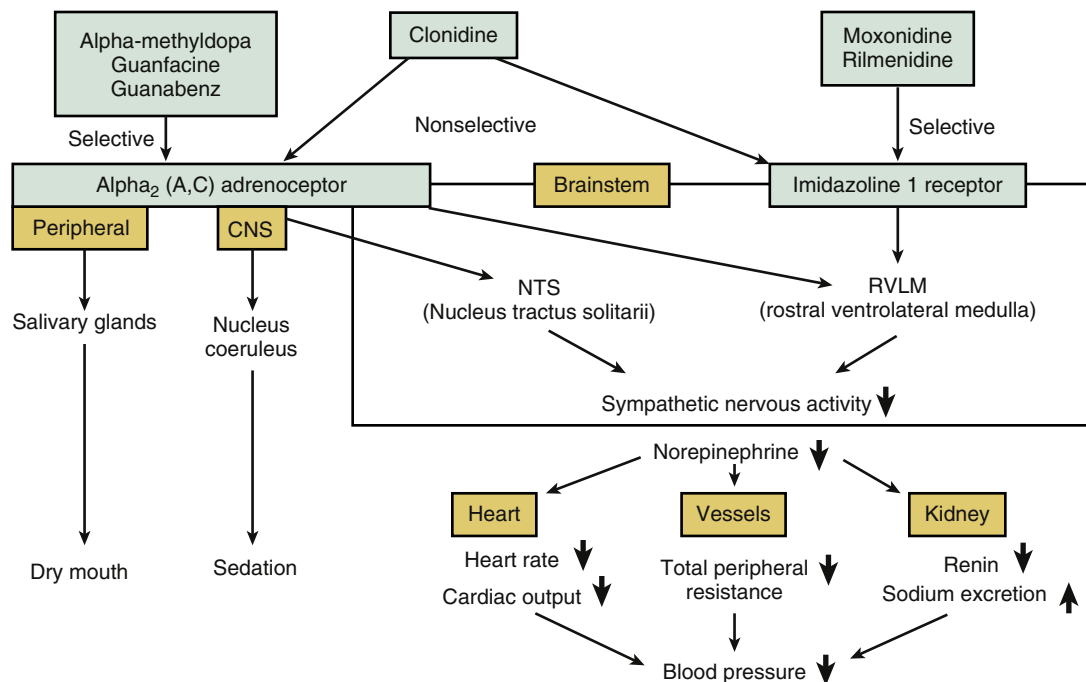 Alpha-methyldopa
Guanfacine
Guanabenz
Clonidine
Moxonidine
Rilmenidine
Selective
Nonselective
Selective
Alpha₂ (A,C) adrenoceptor
Brainstem
Imidazoline 1 receptor
Peripheral
CNS
Salivary glands
Nucleus
coeruleus
NTS
(Nucleus tractus solitarii)
RVLM
(rostral ventrolateral medulla)
Sympathetic nervous activity
Norepinephrine
Heart
Vessels
Kidney
Dry mouth
Sedation
Heart rate
Cardiac output
Total peripheral
resistance
Renin
Sodium excretion
Blood pressure